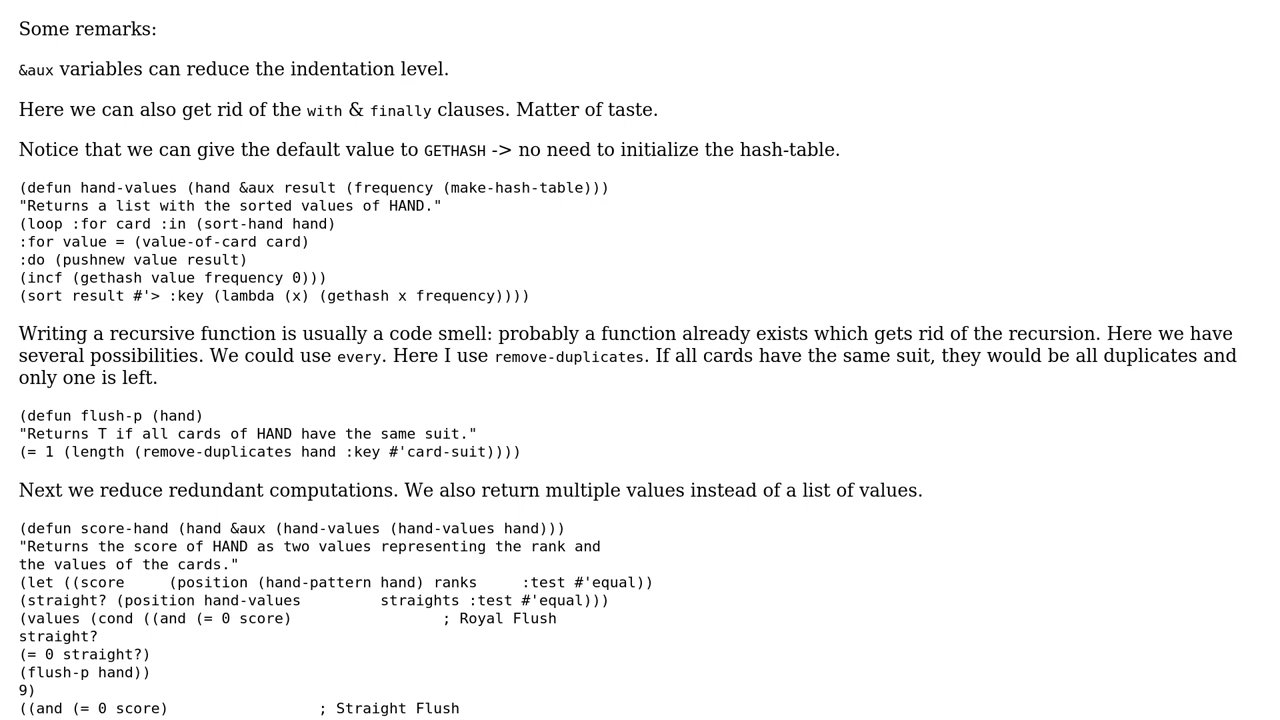 Some remarks:
&aux variables can reduce the indentation level.
Here we can also get rid of the with & finally clauses. Matter of taste.
Notice that we can give the default value to GETHASH -> no need to initialize the hash-table.
(defun hand-values (hand &aux result (frequency (make-hash-table)))
"Returns a list with the sorted values of HAND."
(loop :for card :in (sort-hand hand)
:for value = (value-of-card card)
:do (pushnew value result)
(incf (gethash value frequency 0)))
(sort result #'> :key (lambda (x) (gethash x frequency))))
Writing a recursive function is usually a code smell: probably a function already exists which gets rid of the recursion. Here we have
several possibilities. We could use every. Here I use remove-duplicates. If all cards have the same suit, they would be all duplicates and
only one is left.
(defun flush-p (hand)
"Returns T if all cards of HAND have the same suit."
(= 1 (length (remove-duplicates hand :key #'card-suit))))
Next we reduce redundant computations. We also return multiple values instead of a list of values.
(defun score-hand (hand &aux (hand-values (hand-values hand)))
"Returns the score of HAND as two values representing the rank and
the values of the cards."
(let ((score     (position (hand-pattern hand) ranks     :test #'equal))
(straight? (position hand-values         straights :test #'equal)))
(values (cond ((and (= 0 score)                 ; Royal Flush
straight?
(= 0 straight?)
(flush-p hand))
9)
((and (= 0 score)                 ; Straight Flush